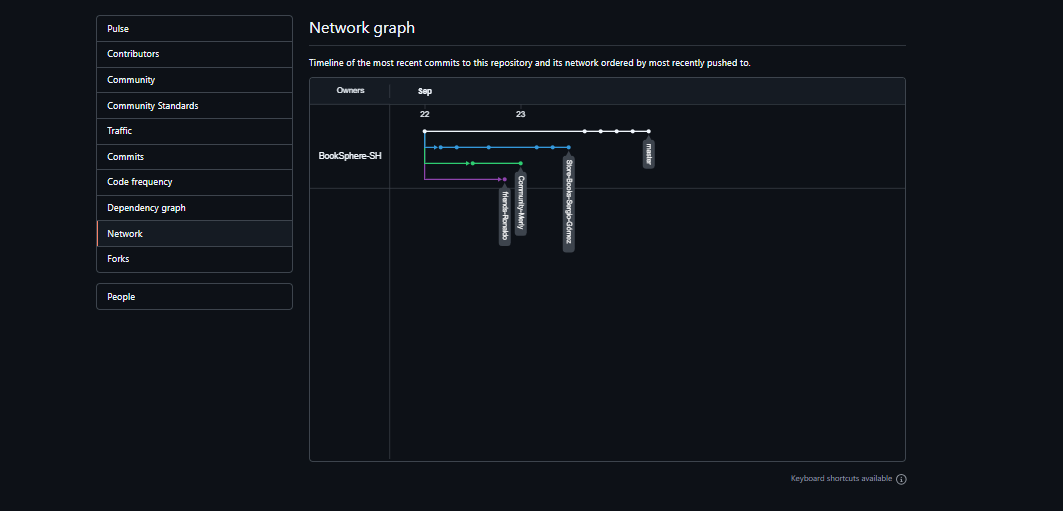 Pulse
Contributors
Community
Community Standards
Traffic
Commits
Code frequency
Dependency graph
Network
Forks
People
Network graph
Timeline of the most recent commits to this repository and its network ordered by most recently pushed to.
Owners
Sep
22
23
BookSphere-SH
master
Store-Books-Sergio-Gómez
Community-Merly
friends-Ronaldo
Keyboard shortcuts available